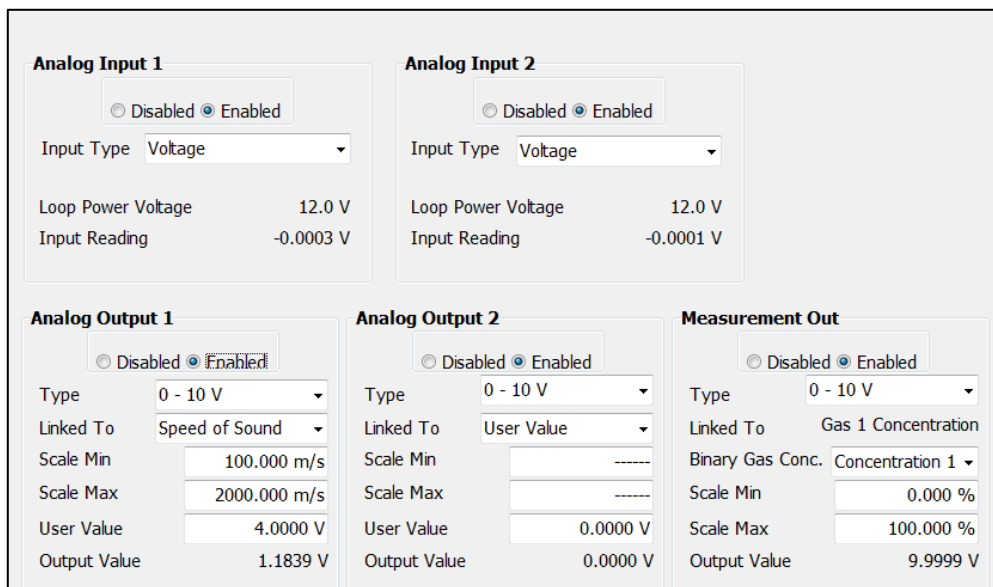 Analog Input 1
Disabled Enabled
Input Type Voltage
Loop Power Voltage 12.0 V
Input Reading -0.0003 V
Analog Input 2
Disabled Enabled
Input Type Voltage
Loop Power Voltage 12.0 V
Input Reading -0.0001 V
Analog Output 1
Disabled Enabled
Type 0 - 10 V
Linked To Speed of Sound
Scale Min 100.000 m/s
Scale Max 2000.000 m/s
User Value 4.0000 V
Output Value 1.1839 V
Analog Output 2
Disabled Enabled
Type 0 - 10 V
Linked To User Value
Scale Min ------
Scale Max ------
User Value 0.0000 V
Output Value 0.0000 V
Measurement Out
Disabled Enabled
Type 0 - 10 V
Linked To Gas 1 Concentration
Binary Gas Conc. Concentration 1
Scale Min 0.000 %
Scale Max 100.000 %
Output Value 9.9999 V